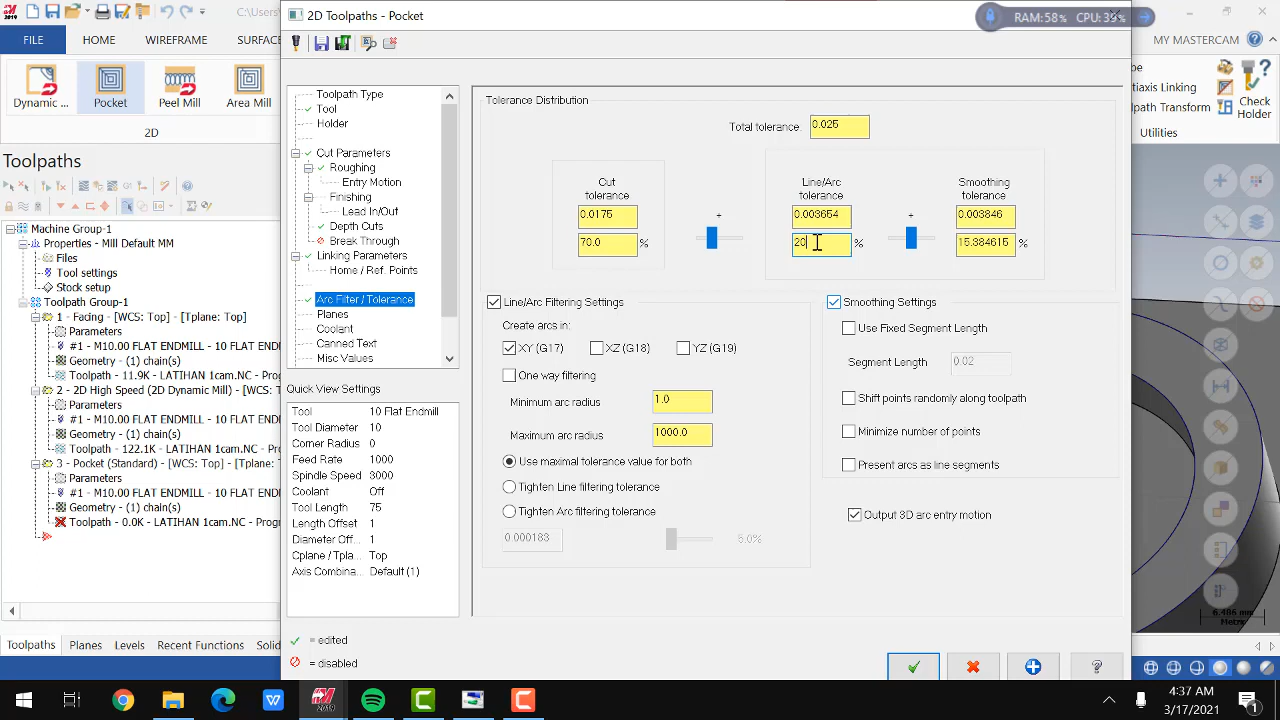 2019
C:\Users\
2D Toolpaths - Pocket
RAM:58% CPU:39%
FILE
HOME
WIREFRAME
MY MASTERCAM
Dynamic ...
Pocket
Peel Mill
Area Mill
2D
Check
Holder
Utilities
Toolpaths
Machine Group-1
Properties - Mill Default MM
Files
Tool settings
Stock setup
Toolpath Group-1
1 - Facing - [WCS: Top] - [Tplane: Top]
Parameters
#1 - M10.00 FLAT ENDMILL - 10 FLAT
Geometry - (1) chain(s)
Toolpath - 11.9K - LATIHAN 1cam.NC - Pro
2 - 2D High Speed (2D Dynamic Mill) - [WCS
Parameters
#1 - M10.00 FLAT ENDMILL - 10 FLAT
Geometry - (2) chain(s)
Toolpath - 122.1K - LATIHAN 1cam.NC - Pr
3 - Pocket (Standard) - [WCS: Top] - [Tplane
Parameters
#1 - M10.00 FLAT ENDMILL - 10 FLAT E
Geometry - (1) chain(s)
Toolpath - 0.0K - LATIHAN 1cam.NC - Progr
Toolpaths
Planes
Levels
Recent Functions
Solid
Toolpath Type
Tool
Holder
Cut Parameters
Roughing
Entry Motion
Finishing
Lead In/Out
Depth Cuts
Break Through
Linking Parameters
Home / Ref. Points
Arc Filter / Tolerance
Planes
Coolant
Canned Text
Misc Values
Quick View Settings
Tool 10 Flat Endmill
Tool Diameter 10
Corner Radius 0
Feed Rate 1000
Spindle Speed 3000
Coolant Off
Tool Length 75
Length Offset 1
Diameter Off... 1
Cplane / Tpla... Top
Axis Combina... Default (1)
= edited
= disabled
Tolerance Distribution
Total tolerance: 0.025
Cut
tolerance
0.0175
70.0 %
+
Line/Arc
tolerance
0.003654
20 %
+
Smoothing
tolerance
0.003846
15.384615 %
Line/Arc Filtering Settings
Create arcs in:
XY (G17) XZ (G18) YZ (G19)
One way filtering
Minimum arc radius 1.0
Maximum arc radius 1000.0
Use maximal tolerance value for both
Tighten Line filtering tolerance
Tighten Arc filtering tolerance
0.000183 5.0%
Smoothing Settings
Use Fixed Segment Length
Segment Length 0.02
Shift points randomly along toolpath
Minimize number of points
Present arcs as line segments
Output 3D arc entry motion
6.486 mm
4:37 AM
3/17/2021